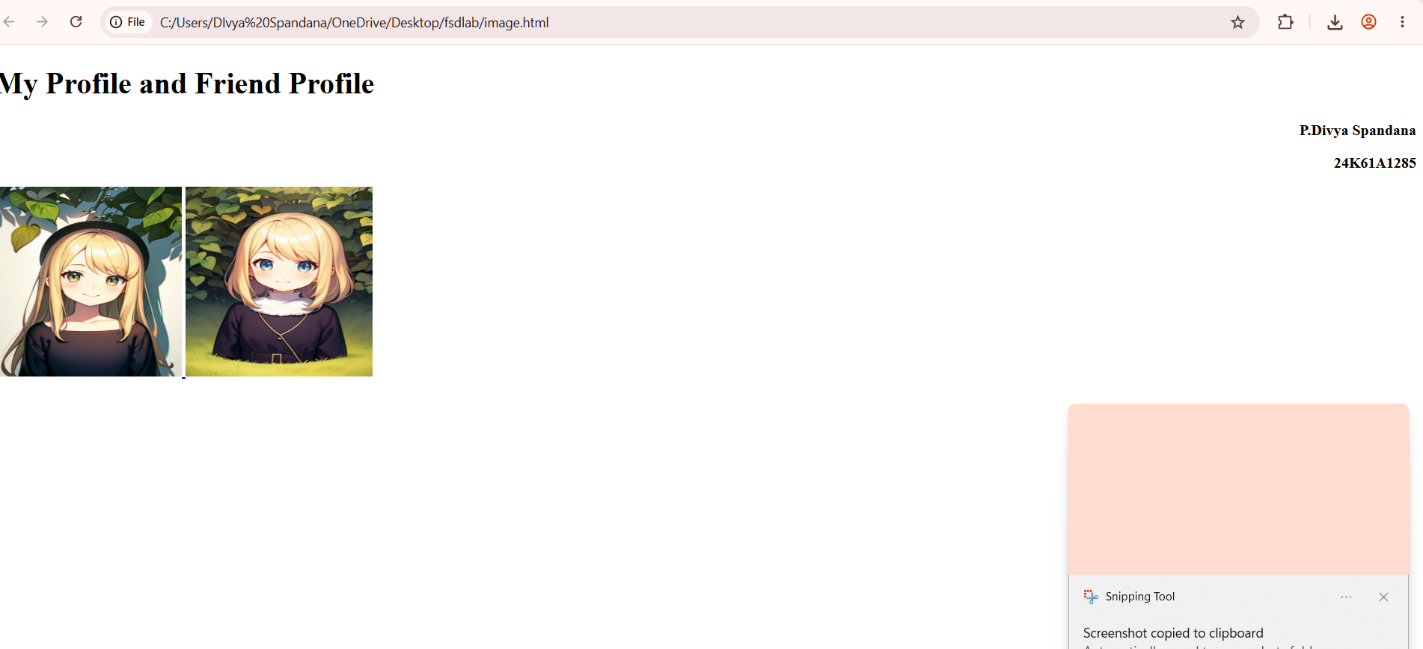 File C:/Users/DIvya%20Spandana/OneDrive/Desktop/fsdlab/image.html
My Profile and Friend Profile
P.Divya Spandana
24K61A1285
Snipping Tool
Screenshot copied to clipboard